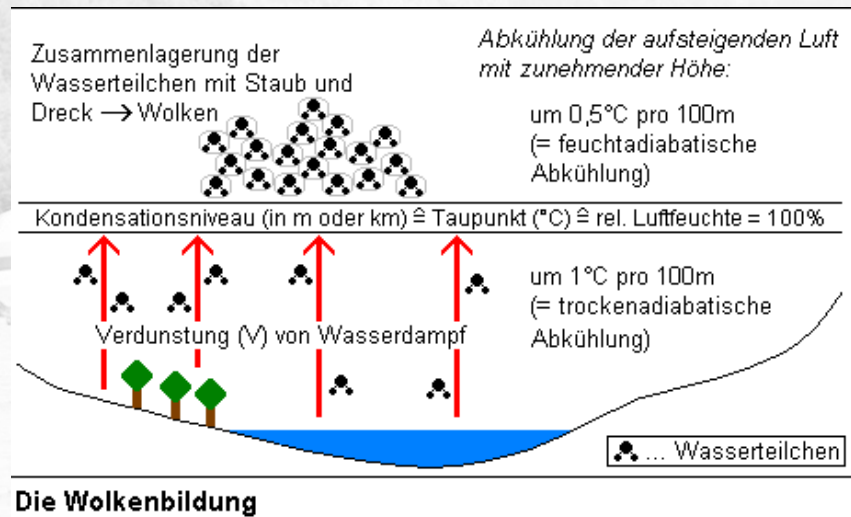 Zusammenlagerung der
Wasserteilchen mit Staub und
Dreck → Wolken
Abkühlung der aufsteigenden Luft
mit zunehmender Höhe:
um 0,5°C pro 100m
(= feuchtadiabatische
Abkühlung)
Kondensationsniveau (in m oder km) ≙ Taupunkt (°C) ≙ rel. Luftfeuchte = 100%
um 1°C pro 100m
(= trockenadiabatische
Abkühlung)
Verdunstung (V) von Wasserdampf
... Wasserteilchen
Die Wolkenbildung